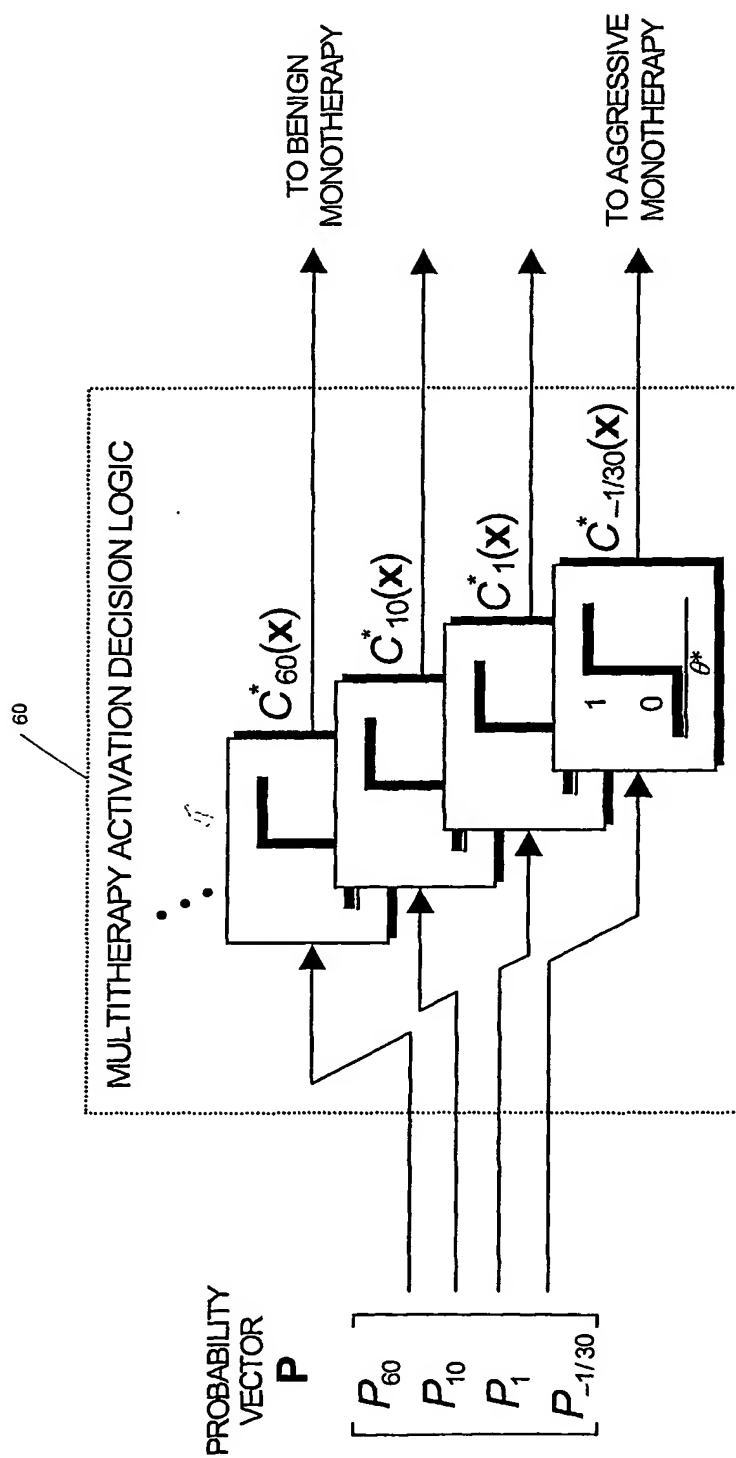 60
MULTITHERAPY ACTIVATION DECISION LOGIC
PROBABILITY
VECTOR
P
P60
P10
P1
P−1/30
C*60(x)
C*10(x)
C*1(x)
C*−1/30(x)
1
0
θ*
TO BENIGN
MONOTHERAPY
TO AGGRESSIVE
MONOTHERAPY